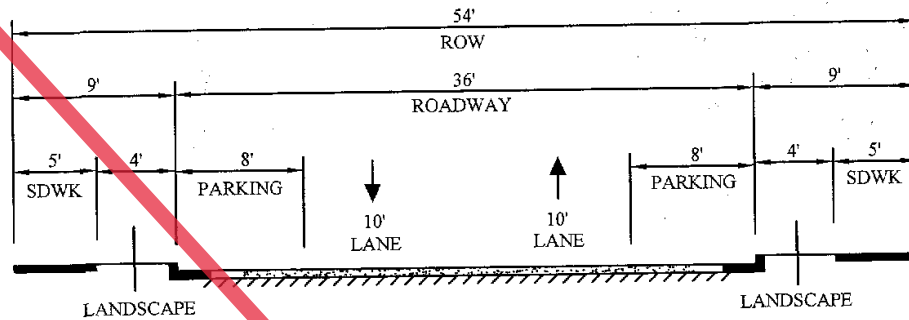 54'
ROW
9' 36' 9'
ROADWAY
5' 4' 8' 8' 4' 5'
SDWK PARKING PARKING SDWK
10' 10'
LANE LANE
LANDSCAPE LANDSCAPE